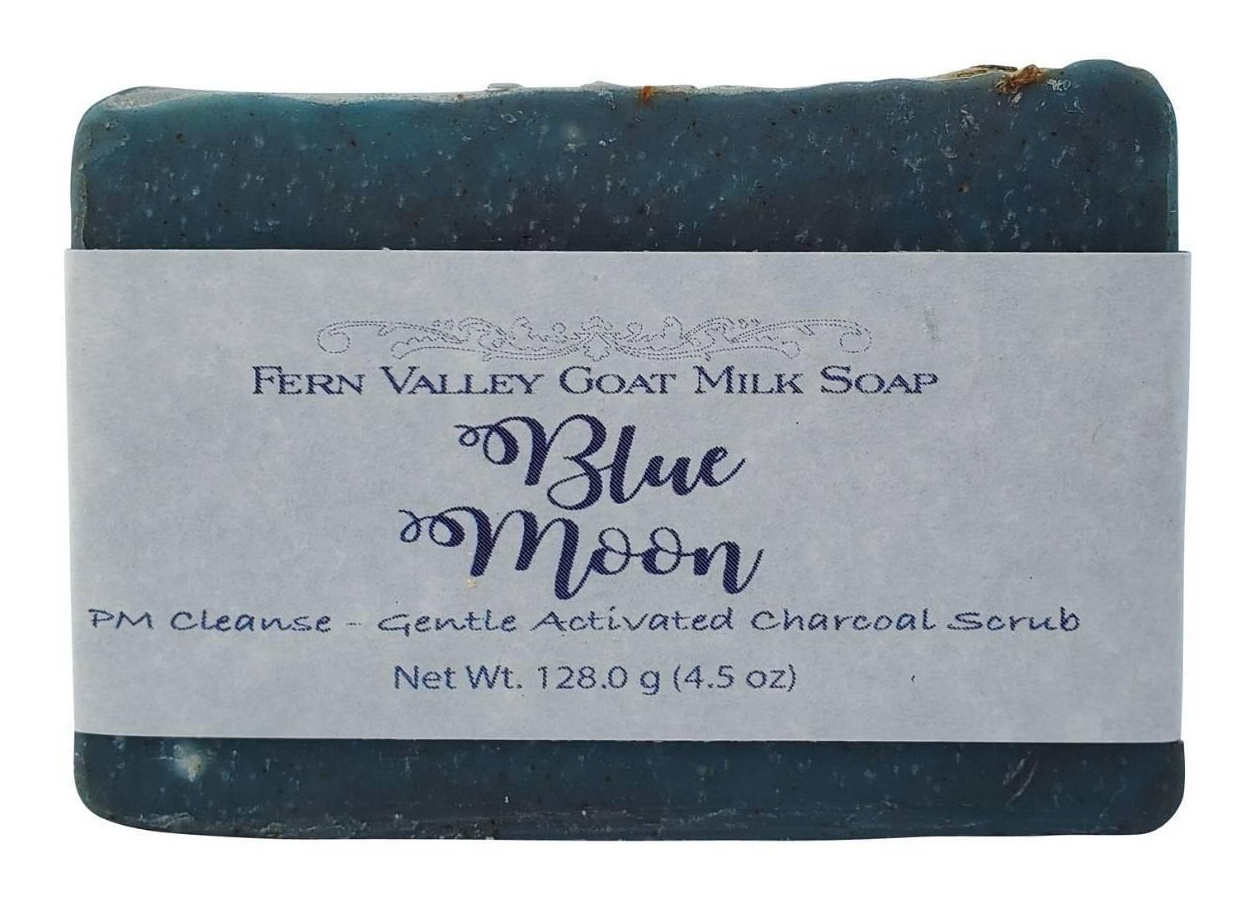 Fern Valley Goat Milk Soap
Blue
Moon
PM Cleanse - Gentle Activated Charcoal Scrub
Net Wt. 128.0 g (4.5 oz)